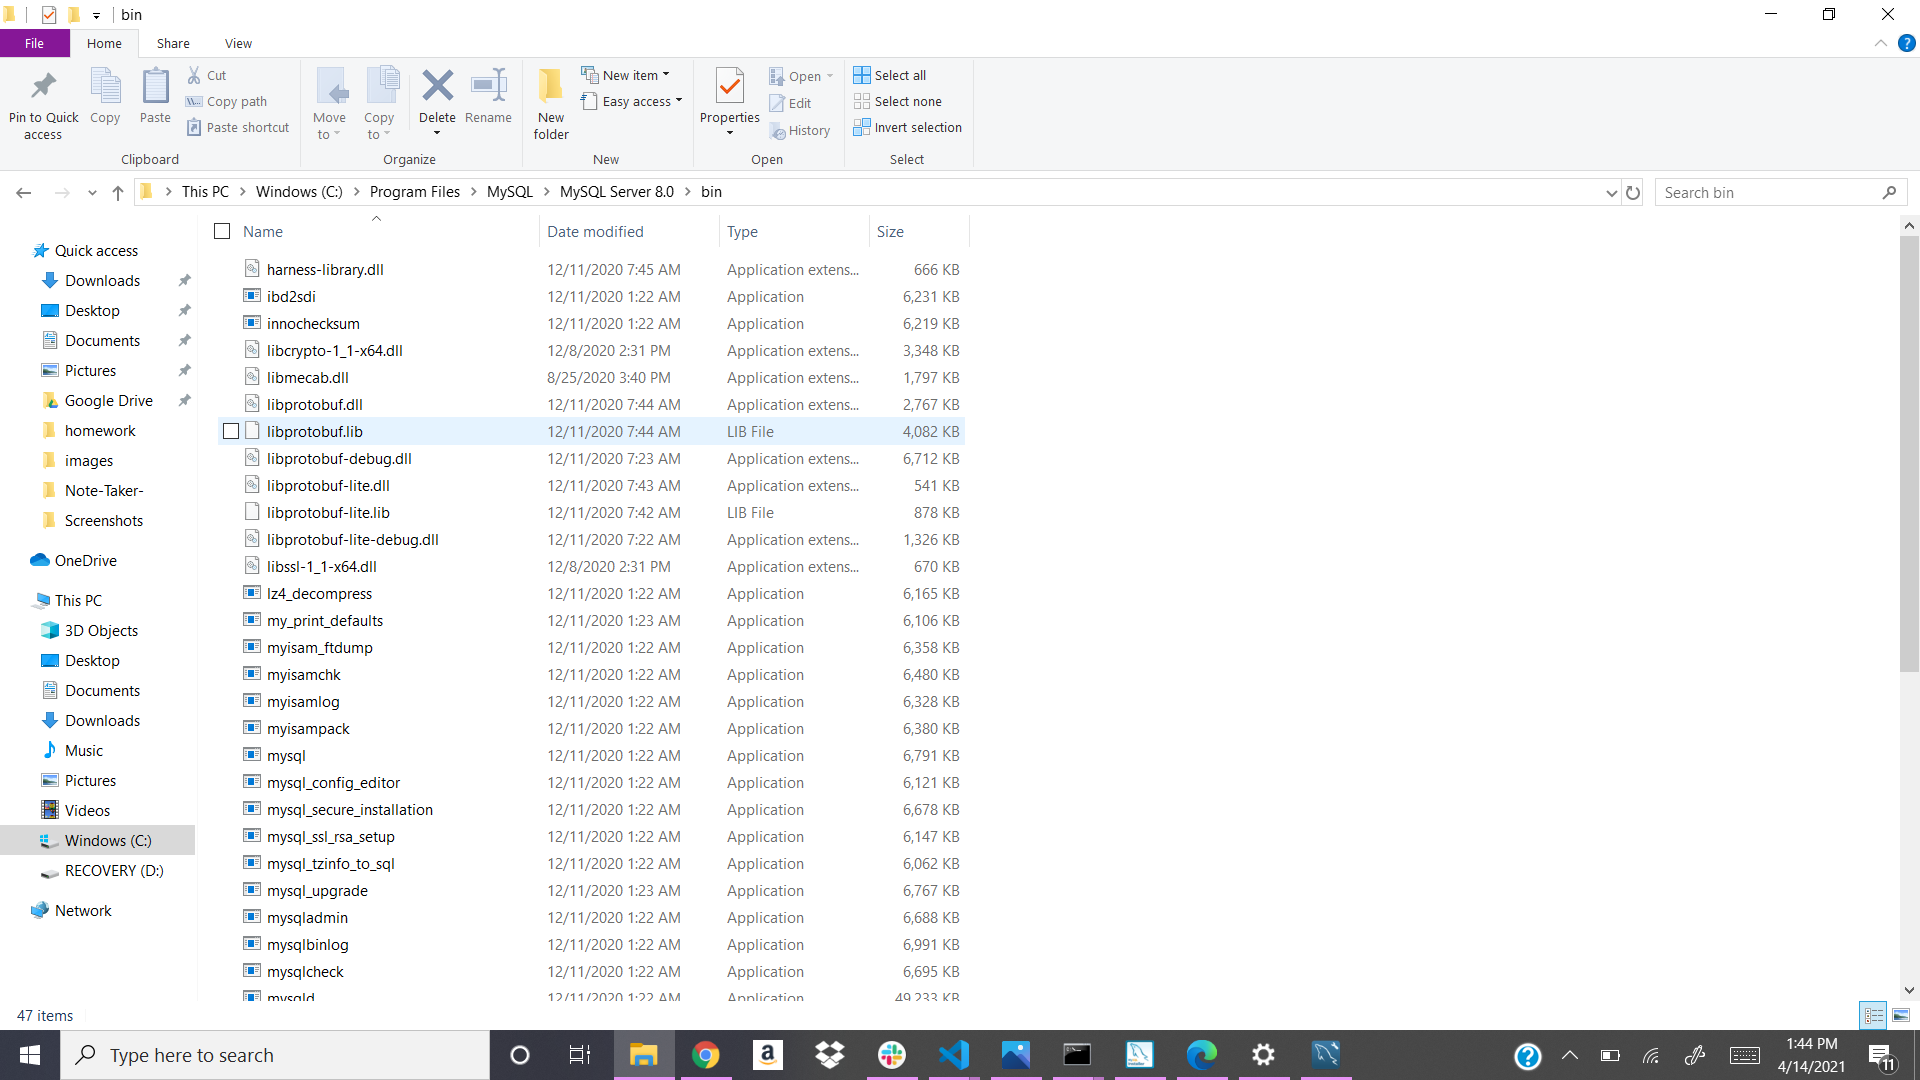 bin
File Home Share View
Pin to Quick access
Copy
Paste
Cut
Copy path
Paste shortcut
Clipboard
Move to
Copy to
Delete
Rename
Organize
New folder
New item
Easy access
New
Properties
Open
Edit
History
Open
Select all
Select none
Invert selection
Select
This PC > Windows (C:) > Program Files > MySQL > MySQL Server 8.0 > bin
Search bin
Quick access
Downloads
Desktop
Documents
Pictures
Google Drive
homework
images
Note-Taker-
Screenshots
OneDrive
This PC
3D Objects
Desktop
Documents
Downloads
Music
Pictures
Videos
Windows (C:)
RECOVERY (D:)
Network
Name Date modified Type Size
harness-library.dll 12/11/2020 7:45 AM Application extens... 666 KB
ibd2sdi 12/11/2020 1:22 AM Application 6,231 KB
innochecksum 12/11/2020 1:22 AM Application 6,219 KB
libcrypto-1_1-x64.dll 12/8/2020 2:31 PM Application extens... 3,348 KB
libmecab.dll 8/25/2020 3:40 PM Application extens... 1,797 KB
libprotobuf.dll 12/11/2020 7:44 AM Application extens... 2,767 KB
libprotobuf.lib 12/11/2020 7:44 AM LIB File 4,082 KB
libprotobuf-debug.dll 12/11/2020 7:23 AM Application extens... 6,712 KB
libprotobuf-lite.dll 12/11/2020 7:43 AM Application extens... 541 KB
libprotobuf-lite.lib 12/11/2020 7:42 AM LIB File 878 KB
libprotobuf-lite-debug.dll 12/11/2020 7:22 AM Application extens... 1,326 KB
libssl-1_1-x64.dll 12/8/2020 2:31 PM Application extens... 670 KB
lz4_decompress 12/11/2020 1:22 AM Application 6,165 KB
my_print_defaults 12/11/2020 1:23 AM Application 6,106 KB
myisam_ftdump 12/11/2020 1:22 AM Application 6,358 KB
myisamchk 12/11/2020 1:22 AM Application 6,480 KB
myisamlog 12/11/2020 1:22 AM Application 6,328 KB
myisampack 12/11/2020 1:22 AM Application 6,380 KB
mysql 12/11/2020 1:22 AM Application 6,791 KB
mysql_config_editor 12/11/2020 1:22 AM Application 6,121 KB
mysql_secure_installation 12/11/2020 1:22 AM Application 6,678 KB
mysql_ssl_rsa_setup 12/11/2020 1:22 AM Application 6,147 KB
mysql_tzinfo_to_sql 12/11/2020 1:22 AM Application 6,062 KB
mysql_upgrade 12/11/2020 1:23 AM Application 6,767 KB
mysqladmin 12/11/2020 1:22 AM Application 6,688 KB
mysqlbinlog 12/11/2020 1:22 AM Application 6,991 KB
mysqlcheck 12/11/2020 1:22 AM Application 6,695 KB
mysqld 12/11/2020 1:22 AM Application 49,233 KB
47 items
Type here to search
1:44 PM
4/14/2021
11